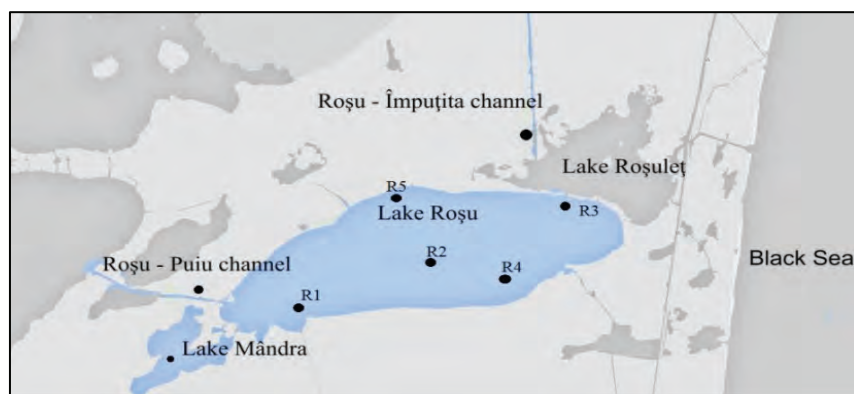 Roşu - Împuţita channel
Lake Roşuleţ
R5
R3
Lake Roşu
R2
Black Sea
Roşu - Puiu channel
R4
R1
Lake Mândra